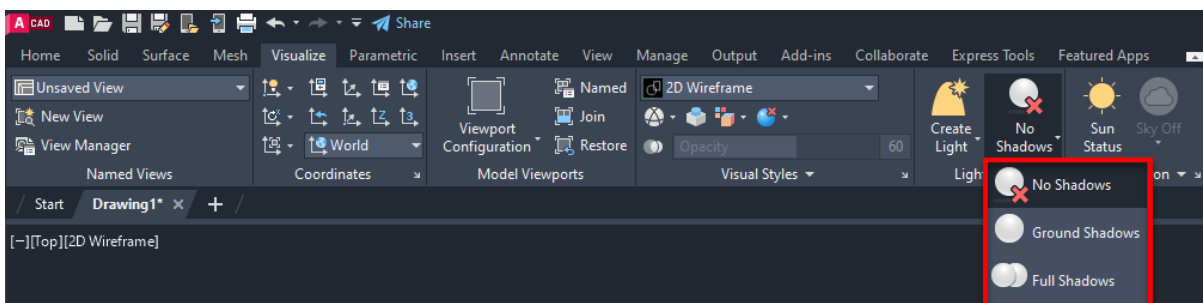 A CAD Share
Home Solid Surface Mesh Visualize Parametric Insert Annotate View Manage Output Add-ins Collaborate Express Tools Featured Apps
Unsaved View
New View
View Manager
Named Views
World
Coordinates
Viewport
Configuration
Named
Join
Restore
Model Viewports
2D Wireframe
Opacity 60
Visual Styles
Create
Light
No
Shadows
Sun
Status
Sky Off
Ligh
on
No Shadows
Ground Shadows
Full Shadows
Start Drawing1*
[−][Top][2D Wireframe]